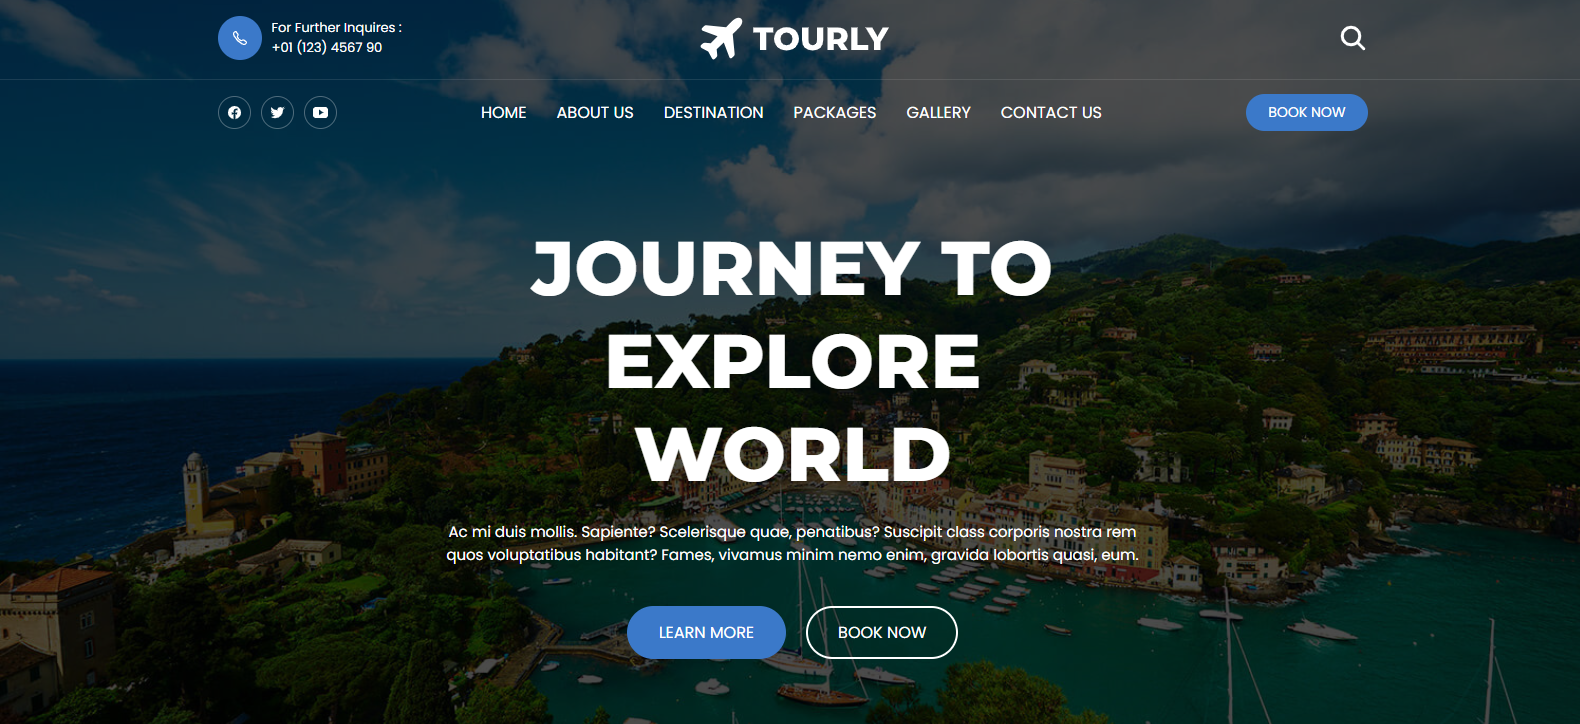 For Further Inquires :
+01 (123) 4567 90
TOURLY
HOME ABOUT US DESTINATION PACKAGES GALLERY CONTACT US
BOOK NOW
JOURNEY TO
EXPLORE
WORLD
Ac mi duis mollis. Sapiente? Scelerisque quae, penatibus? Suscipit class corporis nostra rem
quos voluptatibus habitant? Fames, vivamus minim nemo enim, gravida lobortis quasi, eum.
LEARN MORE BOOK NOW